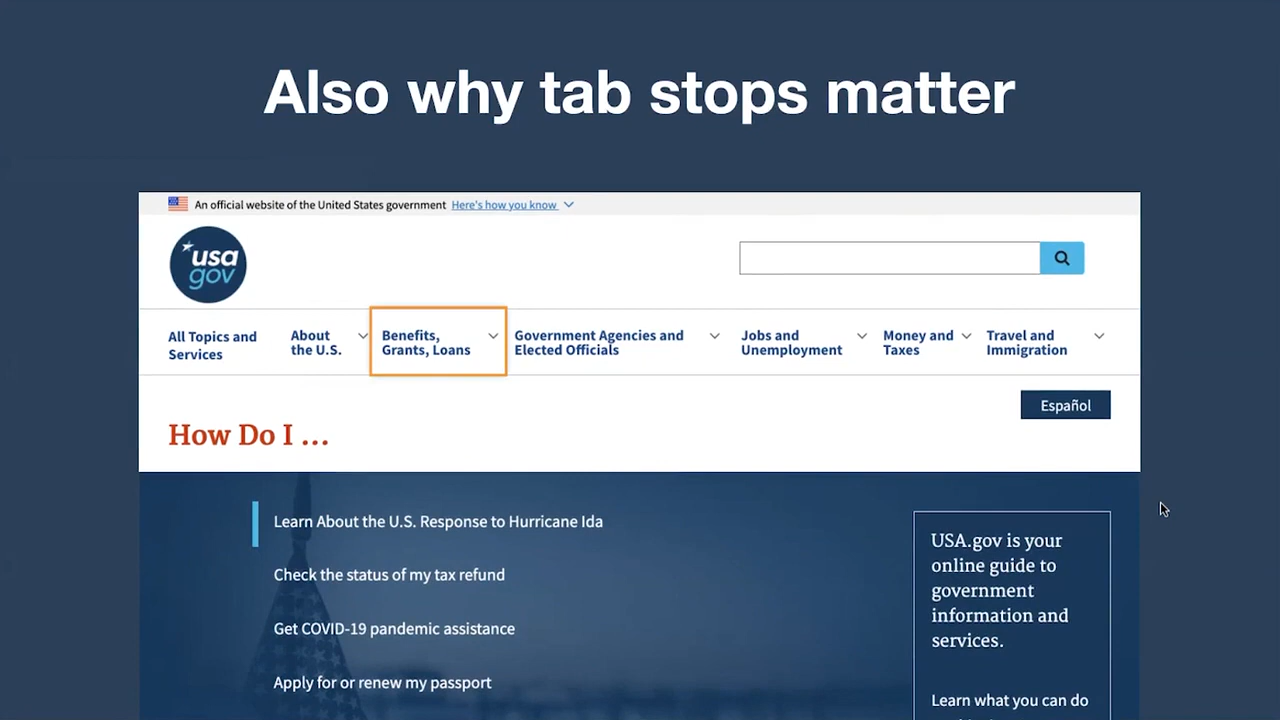 Also why tab stops matter
An official website of the United States government Here's how you know
usa
gov
All Topics and
Services
About
the U.S.
Benefits,
Grants, Loans
Government Agencies and
Elected Officials
Jobs and
Unemployment
Money and
Taxes
Travel and
Immigration
Español
How Do I ...
Learn About the U.S. Response to Hurricane Ida
Check the status of my tax refund
Get COVID-19 pandemic assistance
Apply for or renew my passport
USA.gov is your
online guide to
government
information and
services.
Learn what you can do